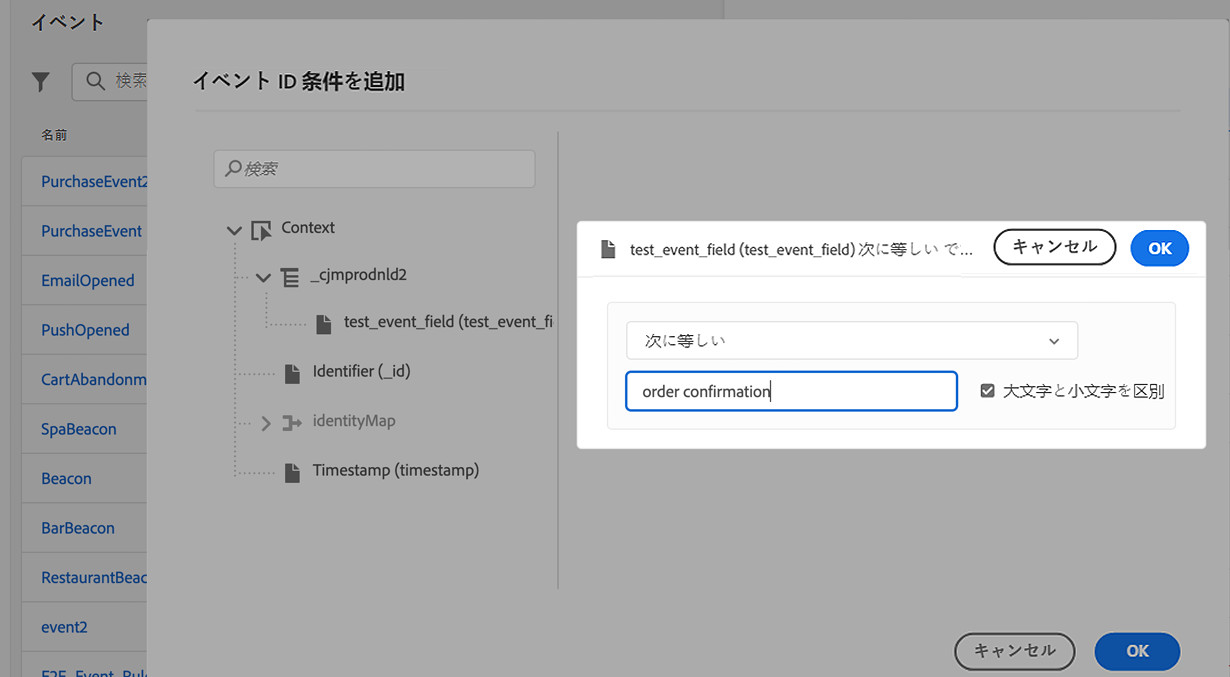 イベント
検索
名前
PurchaseEvent2
PurchaseEvent
EmailOpened
PushOpened
CartAbandonm
SpaBeacon
Beacon
BarBeacon
RestaurantBeac
event2
F2F_Event_Rul
イベント ID 条件を追加
検索
Context
_cjmprodnld2
test_event_field (test_event_fi
Identifier (_id)
identityMap
Timestamp (timestamp)
test_event_field (test_event_field) 次に等しい で...
キャンセル
OK
次に等しい
order confirmation
大文字と小文字を区別
キャンセル
OK